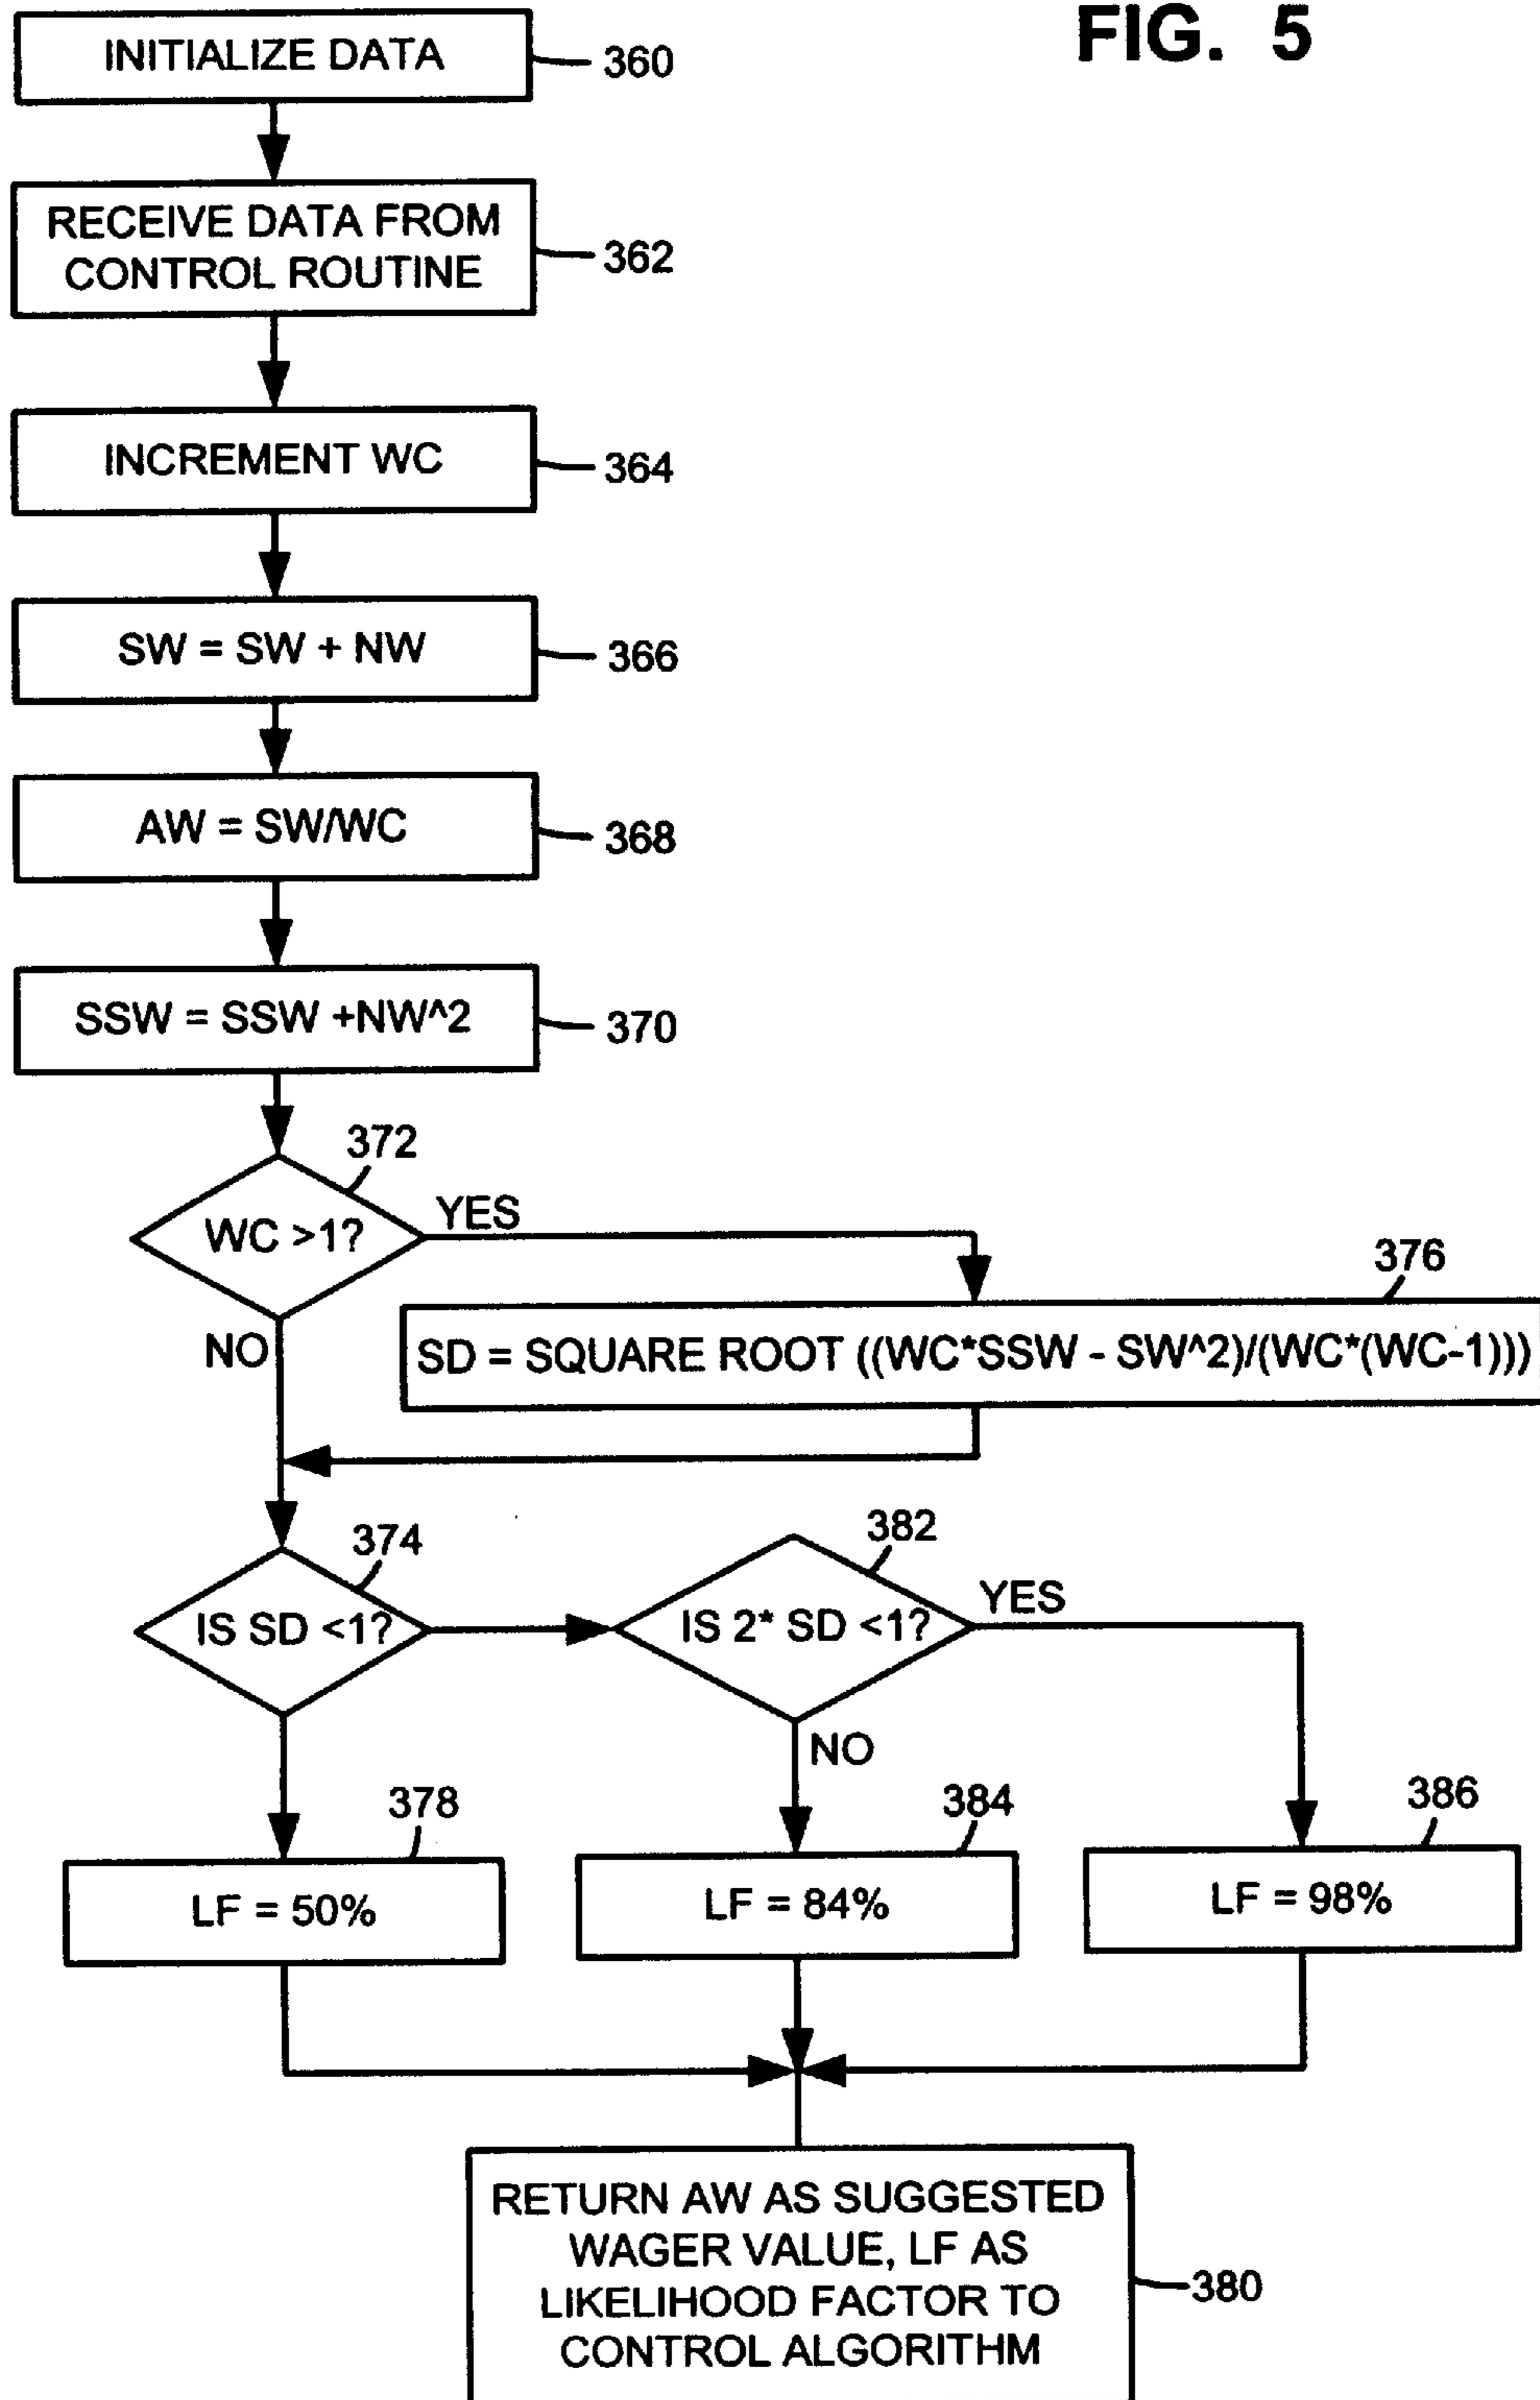 FIG. 5
INITIALIZE DATA
360
RECEIVE DATA FROM
CONTROL ROUTINE
362
INCREMENT WC
364
SW = SW + NW
366
AW = SW/WC
368
SSW = SSW +NW^2
370
372
WC >1?
YES
NO
376
SD = SQUARE ROOT ((WC*SSW - SW^2)/(WC*(WC-1)))
374
IS SD <1?
382
IS 2* SD <1?
YES
NO
378
LF = 50%
384
LF = 84%
386
LF = 98%
RETURN AW AS SUGGESTED
WAGER VALUE, LF AS
LIKELIHOOD FACTOR TO
CONTROL ALGORITHM
380